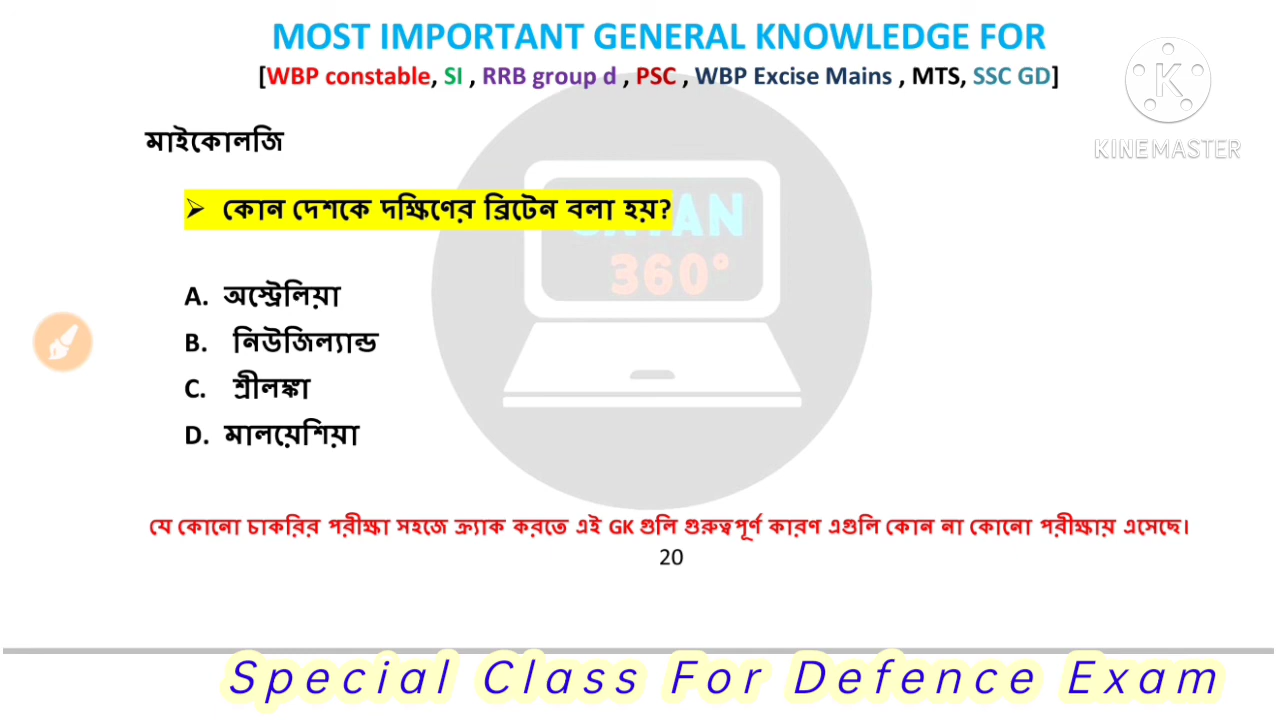 MOST IMPORTANT GENERAL KNOWLEDGE FOR
[WBP constable, SI , RRB group d , PSC , WBP Excise Mains , MTS, SSC GD]
KINEMASTER
মাইকোলজি
➢ কোন দেশকে দক্ষিণের ব্রিটেন বলা হয়?
360°
A. অস্ট্রেলিয়া
B. নিউজিল্যান্ড
C. শ্রীলঙ্কা
D. মালয়েশিয়া
যে কোনো চাকরির পরীক্ষা সহজে ক্র্যাক করতে এই GK গুলি গুরুত্বপূর্ণ কারণ এগুলি কোন না কোনো পরীক্ষায় এসেছে।
20
Special Class For Defence Exam